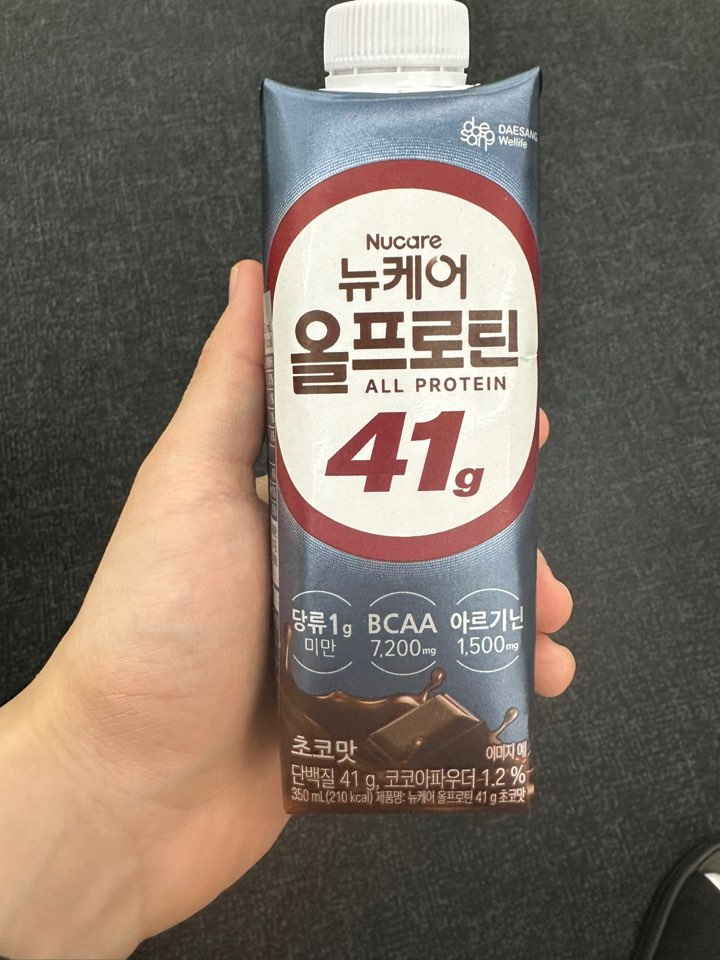 DAESANG
Wellife
Nucare
뉴케어
올프로틴
ALL PROTEIN
41g
당류1g
미만
BCAA
7,200mg
아르기닌
1,500mg
초코맛
이미지 예
단백질 41 g, 코코아파우더 1.2 %
350 mL(210 kcal) 제품명: 뉴케어 올프로틴 41 g 초코맛